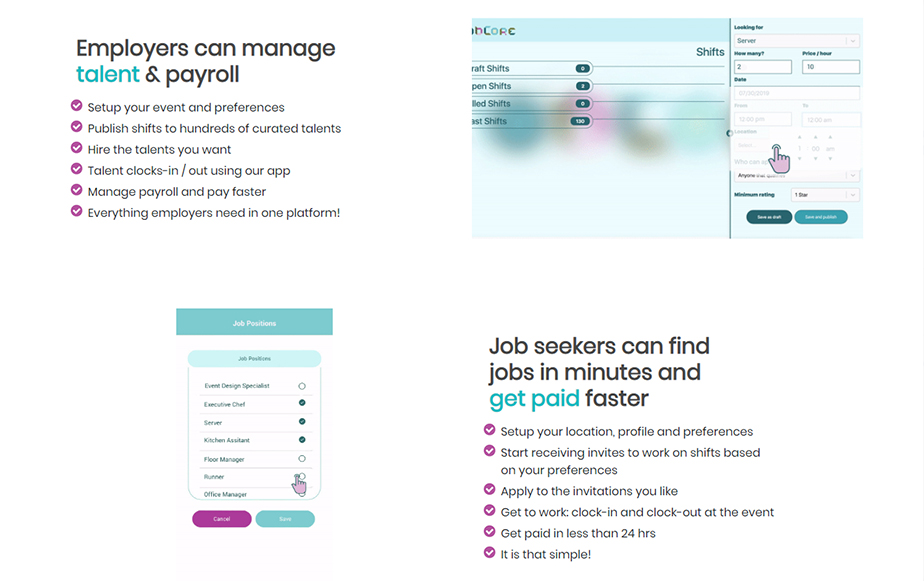 Employers can manage
talent & payroll
Setup your event and preferences
Publish shifts to hundreds of curated talents
Hire the talents you want
Talent clocks-in / out using our app
Manage payroll and pay faster
Everything employers need in one platform!
obCORE
Shifts
raft Shifts 0
pen Shifts 2
lled Shifts 0
ast Shifts 130
Looking for
Server
How many? Price / hour
2 10
Date
07/30/2019
From To
12:00 pm 12:00 am
Location
Select...
1 00 am
Who can
Anyone that
Minimum rating 1 Star
Save as draft Save and publish
Job Positions
Job Positions
Event Design Specialist
Executive Chef
Server
Kitchen Assitant
Floor Manager
Runner
Office Manager
Cancel Save
Job seekers can find
jobs in minutes and
get paid faster
Setup your location, profile and preferences
Start receiving invites to work on shifts based
on your preferences
Apply to the invitations you like
Get to work: clock-in and clock-out at the event
Get paid in less than 24 hrs
It is that simple!